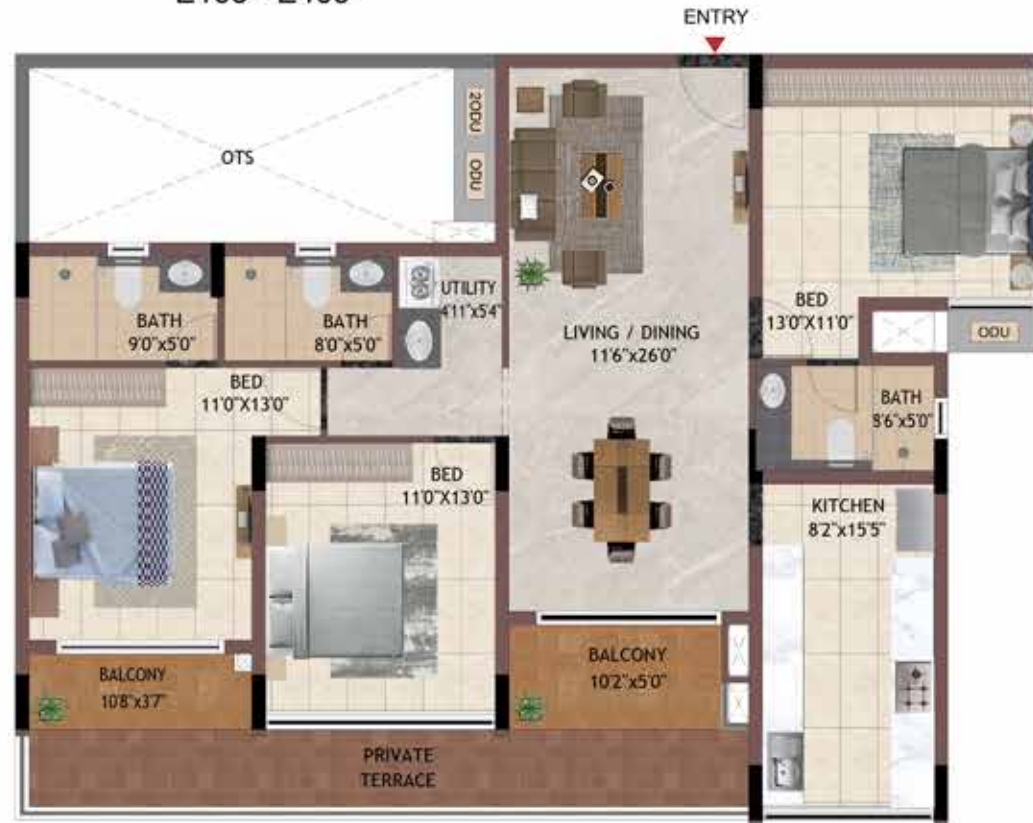 ENTRY
2ODU
ODU
OTS
UTILITY
4'11"x5'4"
BATH
9'0"x5'0"
BATH
8'0"x5'0"
LIVING / DINING
11'6"x26'0"
BED
13'0"X11'0"
ODU
BED
11'0"X13'0"
BATH
8'6"x5'0"
BED
11'0"X13'0"
KITCHEN
8'2"x15'5"
BALCONY
10'8"x3'7"
BALCONY
10'2"x5'0"
PRIVATE
TERRACE